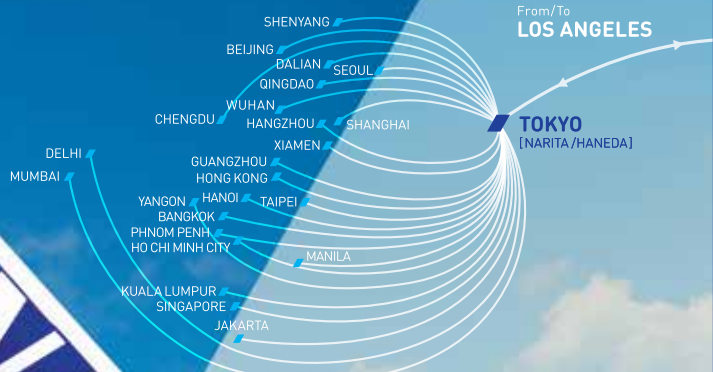 From/To
LOS ANGELES
SHENYANG
BEIJING
DALIAN
SEOUL
QINGDAO
WUHAN
CHENGDU
HANGZHOU
SHANGHAI
TOKYO
[NARITA/HANEDA]
XIAMEN
DELHI
GUANGZHOU
MUMBAI
HONG KONG
YANGON
HANOI
TAIPEI
BANGKOK
PHNOM PENH
HO CHI MINH CITY
MANILA
KUALA LUMPUR
SINGAPORE
JAKARTA